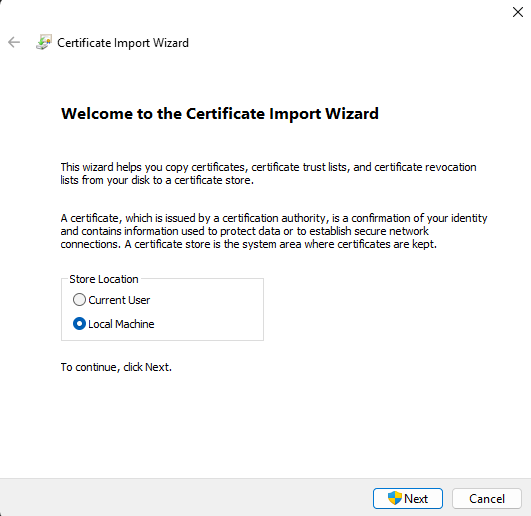 Certificate Import Wizard
Welcome to the Certificate Import Wizard
This wizard helps you copy certificates, certificate trust lists, and certificate revocation
lists from your disk to a certificate store.
A certificate, which is issued by a certification authority, is a confirmation of your identity
and contains information used to protect data or to establish secure network
connections. A certificate store is the system area where certificates are kept.
Store Location
Current User
Local Machine
To continue, click Next.
Next
Cancel